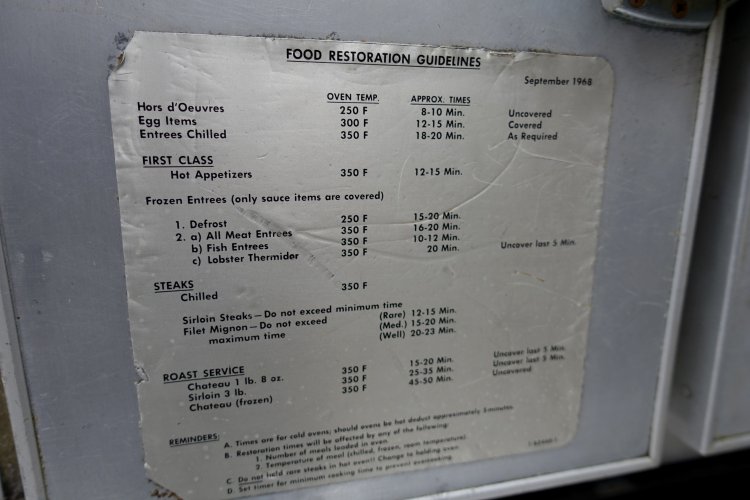 FOOD RESTORATION GUIDELINES
September 1968
OVEN TEMP. APPROX. TIMES
Hors d'Oeuvres 250 F 8-10 Min. Uncovered
Egg Items 300 F 12-15 Min. Covered
Entrees Chilled 350 F 18-20 Min. As Required
FIRST CLASS
Hot Appetizers 350 F 12-15 Min.
Frozen Entrees (only sauce items are covered)
1. Defrost 250 F 15-20 Min.
2. a) All Meat Entrees 350 F 16-20 Min.
b) Fish Entrees 350 F 10-12 Min.
c) Lobster Thermidor 350 F 20 Min. Uncover last 5 Min.
STEAKS 350 F
Chilled
Sirloin Steaks — Do not exceed minimum time (Rare) 12-15 Min.
Filet Mignon — Do not exceed (Med.) 15-20 Min.
maximum time (Well) 20-23 Min.
ROAST SERVICE
Chateau 1 lb. 8 oz. 350 F 15-20 Min. Uncover last 5 Min.
Sirloin 3 lb. 350 F 25-35 Min. Uncover last 5 Min.
Chateau (frozen) 350 F 45-50 Min. Uncovered
REMINDERS:
A. Times are for cold ovens; should ovens be hot deduct approximately 5-minutes.
B. Restoration times will be affected by any of the following:
1. Number of meals loaded in oven.
2. Temperature of meal (chilled, frozen, room temperature).
C. Do not hold rare steaks in hot oven! Change to holding oven.
D. Set timer for minimum cooking time to prevent overcooking.